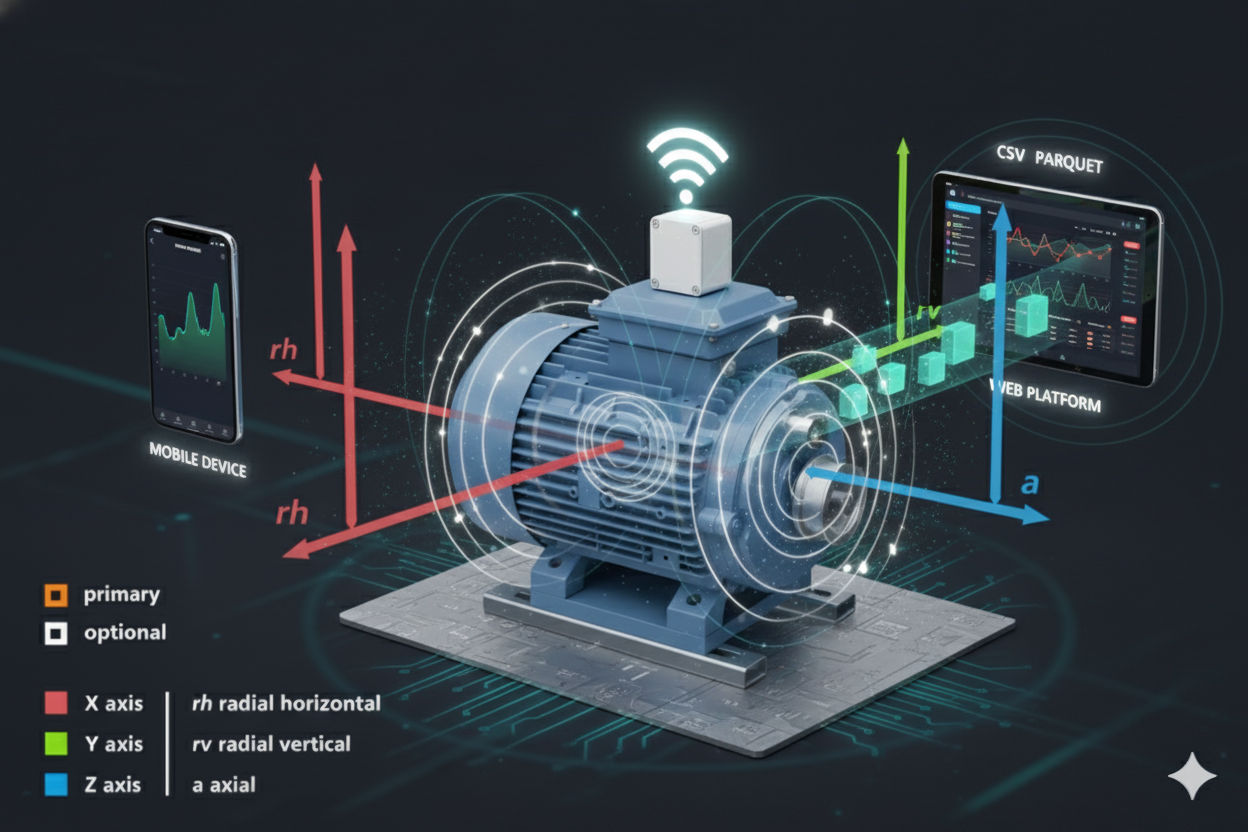 CSV PARQUET
rh
rv
WEB PLATFORM
MOBILE DEVICE
a
rh
primary
optional
X axis
rh radial horizontal
Y axis
rv radial vertical
Z axis
a axial